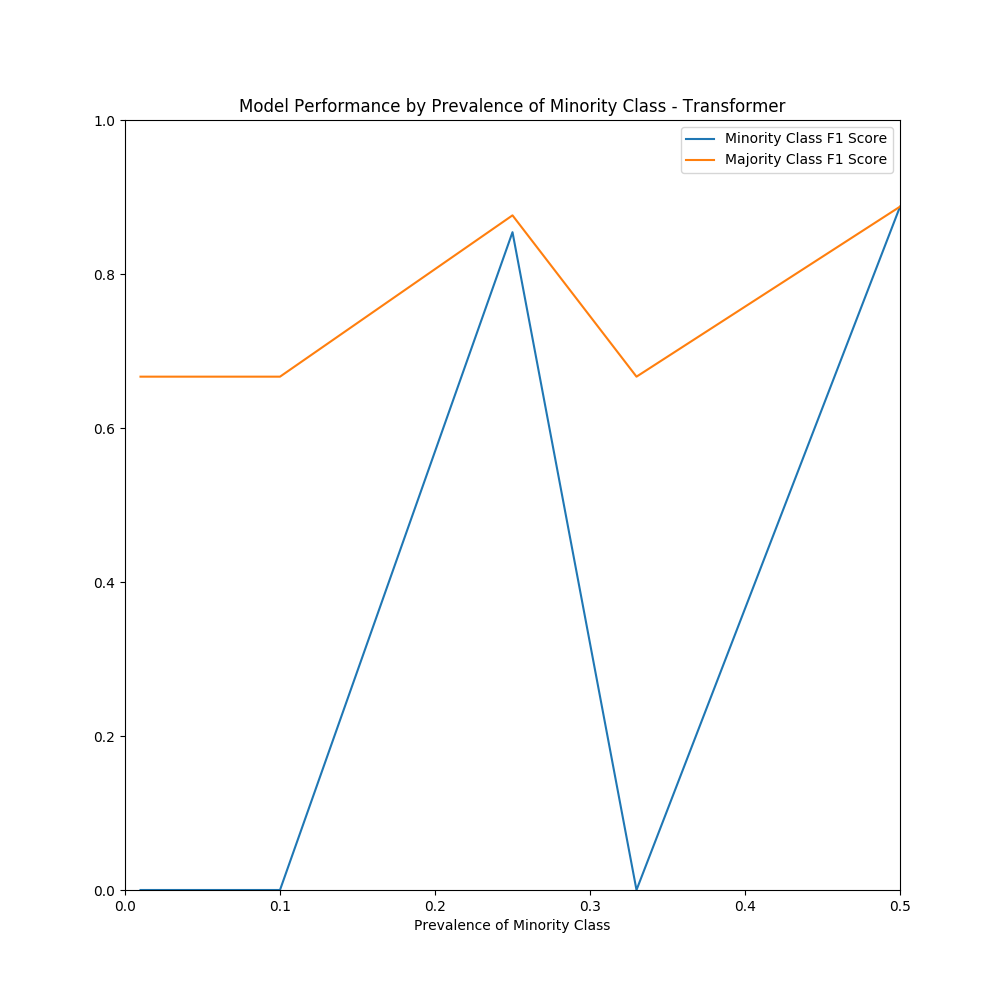 Model Performance by Prevalence of Minority Class - Transformer
Minority Class F1 Score
Majority Class F1 Score
1.0
0.8
0.6
0.4
0.2
0.0
0.0 0.1 0.2 0.3 0.4 0.5
Prevalence of Minority Class